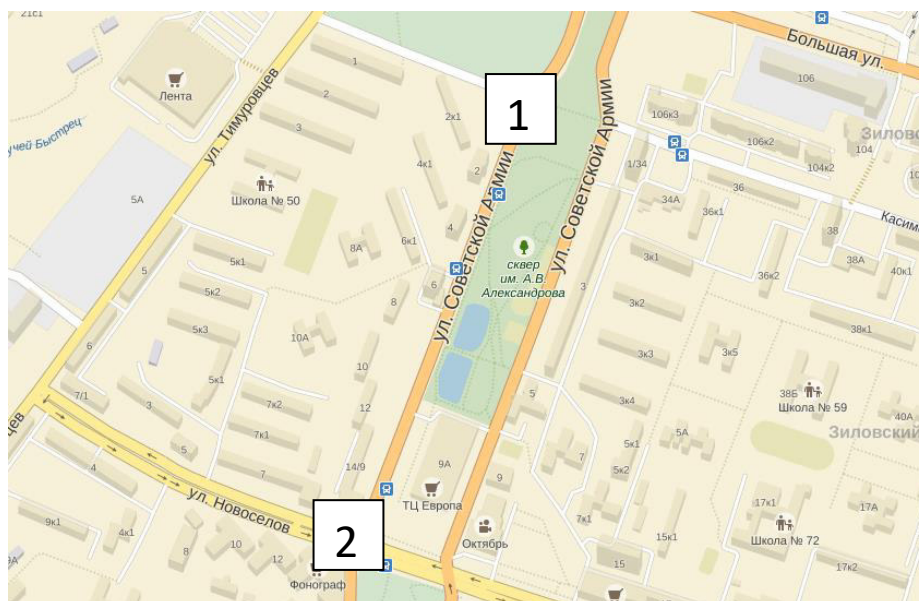 21с1
Большая ул.
1
106
Лента
2
2к1
1
106к3
ул. Тимуровцев
3
106к2
Зилово
104
учей Быстрец
4к1
2
1/34
104к2
5А
Школа № 50
36
34А
36к1
Касим
4
6к1
38
8А
сквер
им. А.В.
Александрова
ул. Советской Армии
ул. Советской Армии
5
5к1
3к1
38А
40к1
5к2
6
8
3
36к2
3к2
5к3
10А
38к1
6
3к3
3к5
5к1
10
38Б
Школа № 59
7/1
3
7к2
12
5
3к4
40А
7к1
5к1
5А
Зиловский
5
4
7
14/9
9А
9
7
5к2
ТЦ Европа
ул. Новоселов
17к1
17А
9к1
4к1
2
Октябрь
7к1
15к1
Школа № 72
8
10
12
15
17к2
Фонограф
9А